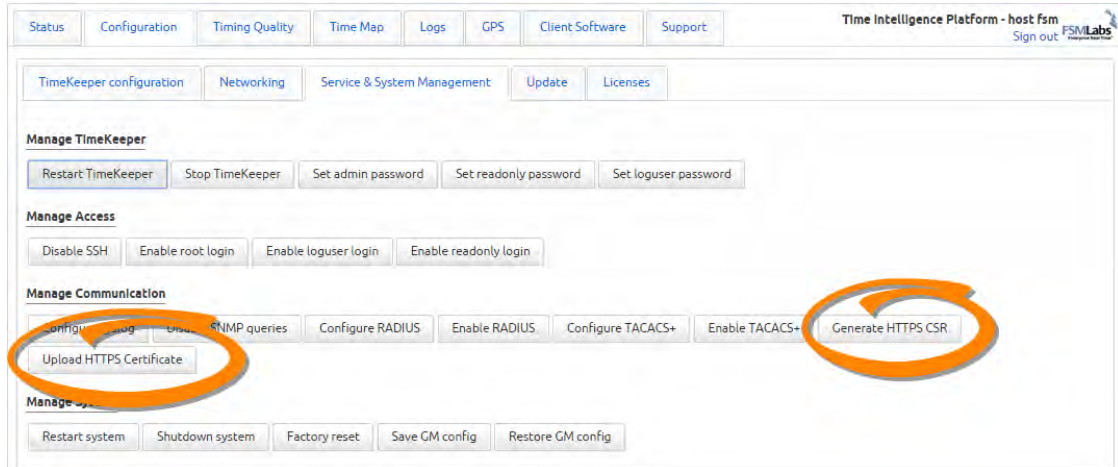 Status Configuration Timing Quality Time Map Logs GPS Client Software Support
Time Intelligence Platform - host fsm
Sign out
FSMLabs
TimeKeeper configuration Networking Service & System Management Update Licenses
Manage TimeKeeper
Restart TimeKeeper Stop TimeKeeper Set admin password Set readonly password Set loguser password
Manage Access
Disable SSH Enable root login Enable loguser login Enable readonly login
Manage Communication
SNMP queries Configure RADIUS Enable RADIUS Configure TACACS+ Enable TACACS+ Generate HTTPS CSR
Upload HTTPS Certificate
Manage
Restart system Shutdown system Factory reset Save GM config Restore GM config